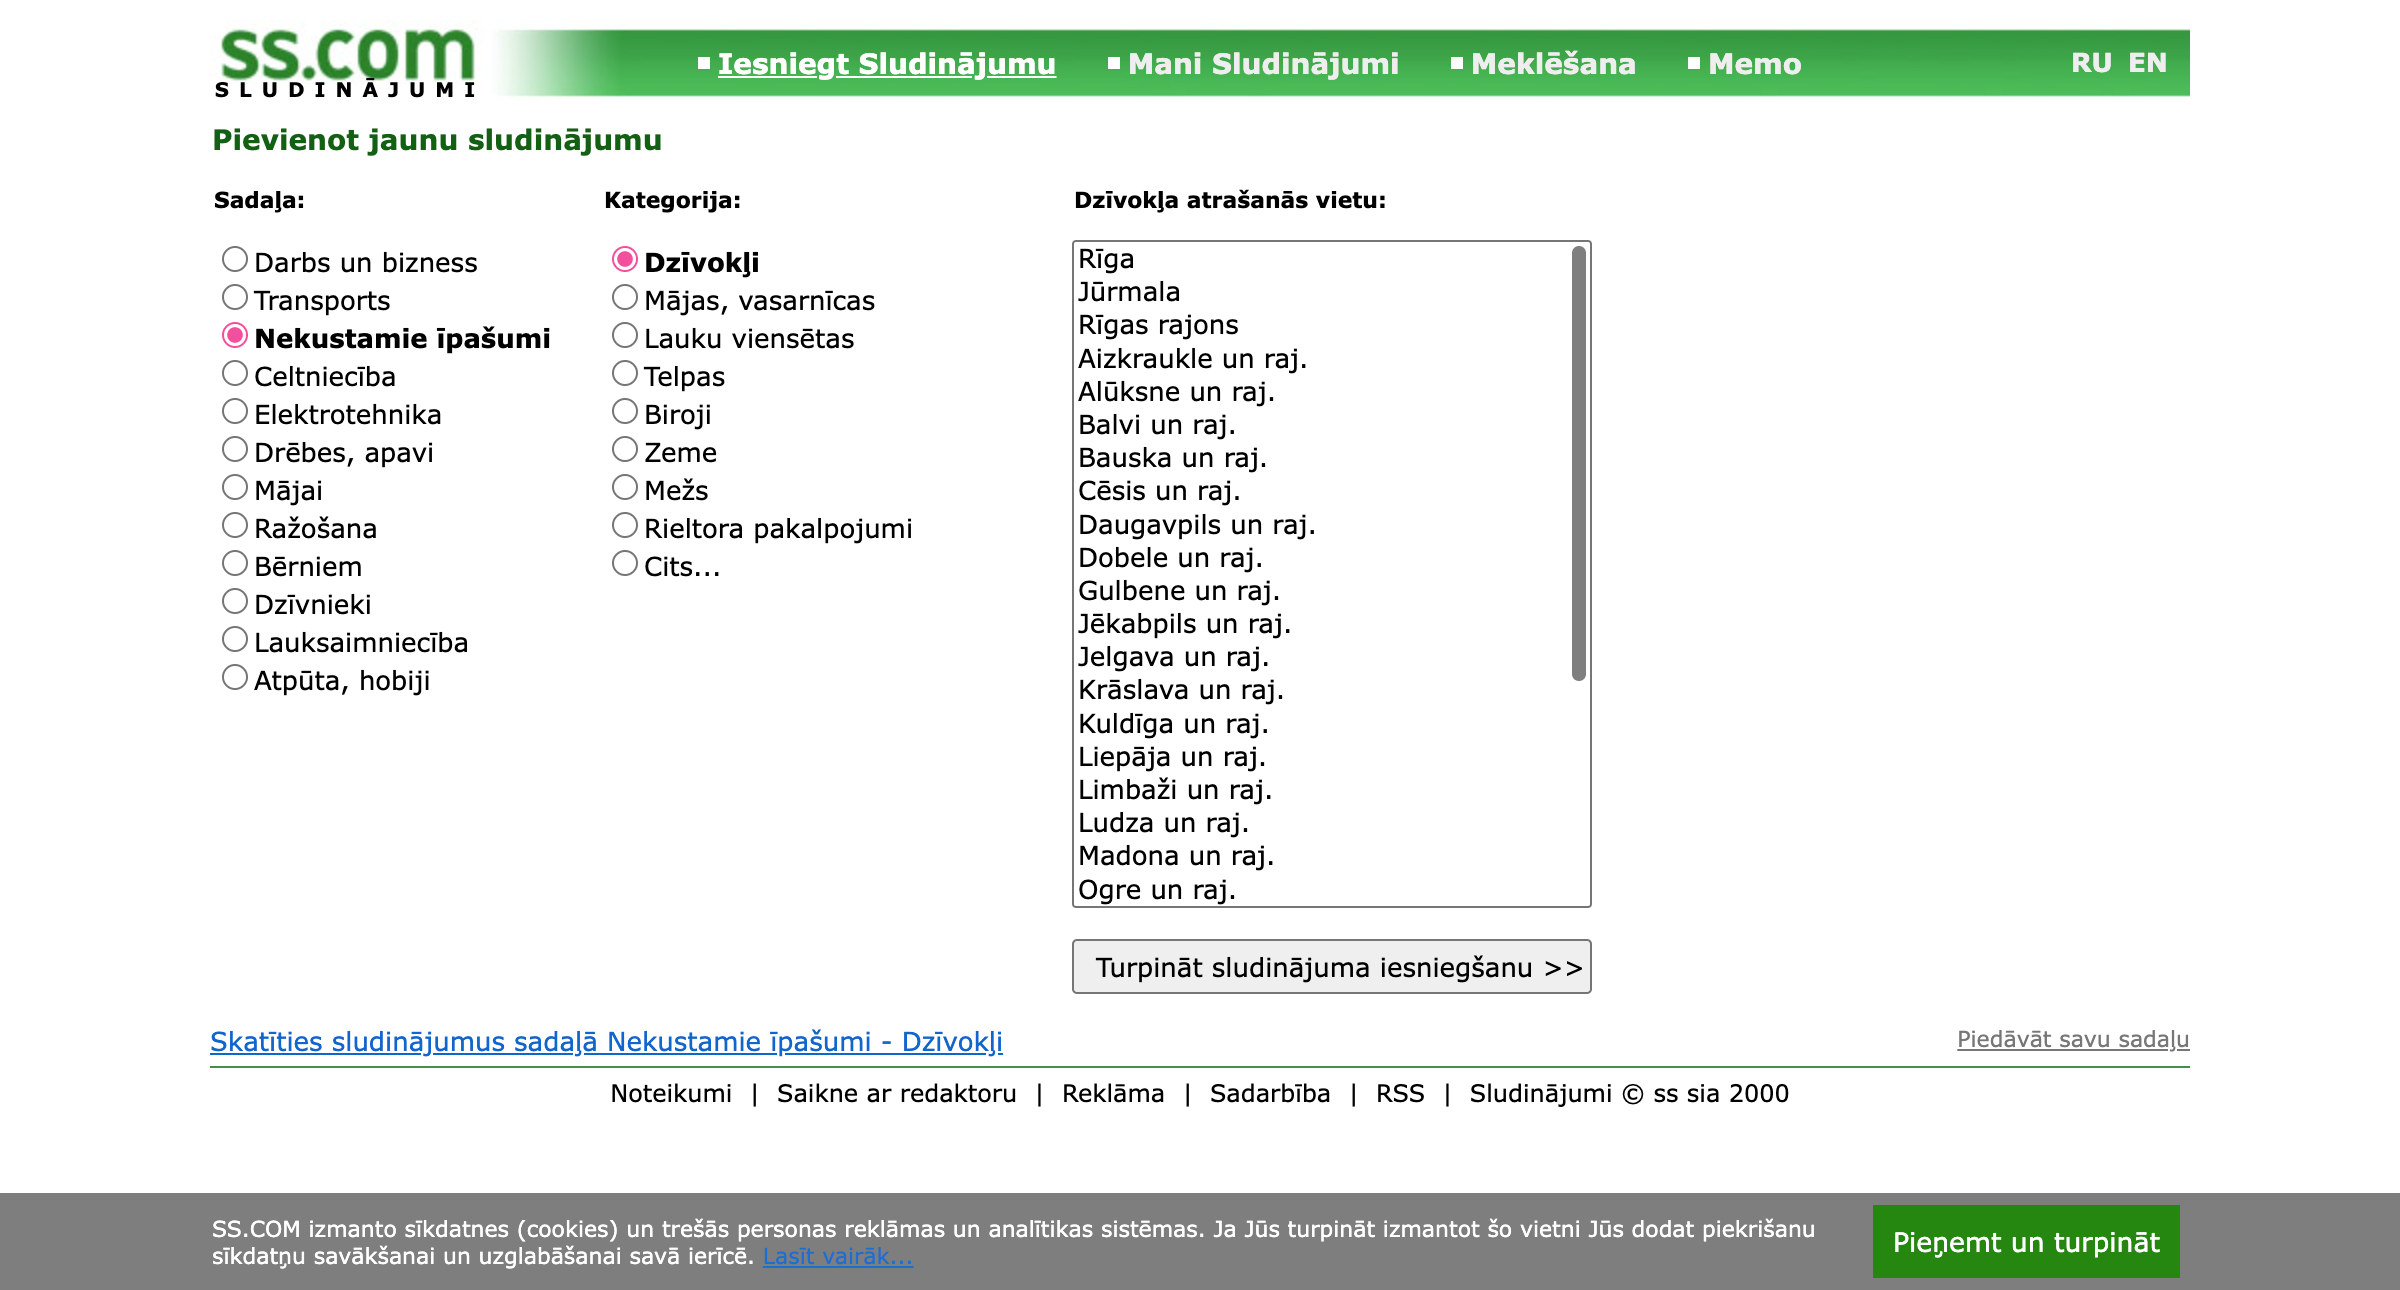 ss.com
SLUDINĀJUMI
Iesniegt Sludinājumu
Mani Sludinājumi
Meklēšana
Memo
RU EN
Pievienot jaunu sludinājumu
Sadaļa:
Darbs un bizness
Transports
Nekustamie īpašumi
Celtniecība
Elektrotehnika
Drēbes, apavi
Mājai
Ražošana
Bērniem
Dzīvnieki
Lauksaimniecība
Atpūta, hobiji
Kategorija:
Dzīvokļi
Mājas, vasarnīcas
Lauku viensētas
Telpas
Biroji
Zeme
Mežs
Rieltora pakalpojumi
Cits...
Dzīvokļa atrašanās vietu:
Rīga
Jūrmala
Rīgas rajons
Aizkraukle un raj.
Alūksne un raj.
Balvi un raj.
Bauska un raj.
Cēsis un raj.
Daugavpils un raj.
Dobele un raj.
Gulbene un raj.
Jēkabpils un raj.
Jelgava un raj.
Krāslava un raj.
Kuldīga un raj.
Liepāja un raj.
Limbaži un raj.
Ludza un raj.
Madona un raj.
Ogre un raj.
Turpināt sludinājuma iesniegšanu >>
Skatīties sludinājumus sadaļā Nekustamie īpašumi - Dzīvokļi
Piedāvāt savu sadaļu
Noteikumi | Saikne ar redaktoru | Reklāma | Sadarbība | RSS | Sludinājumi © ss sia 2000
SS.COM izmanto sīkdatnes (cookies) un trešās personas reklāmas un analītikas sistēmas. Ja Jūs turpināt izmantot šo vietni Jūs dodat piekrišanu
sīkdatņu savākšanai un uzglabāšanai savā ierīcē. Lasīt vairāk...
Pieņemt un turpināt